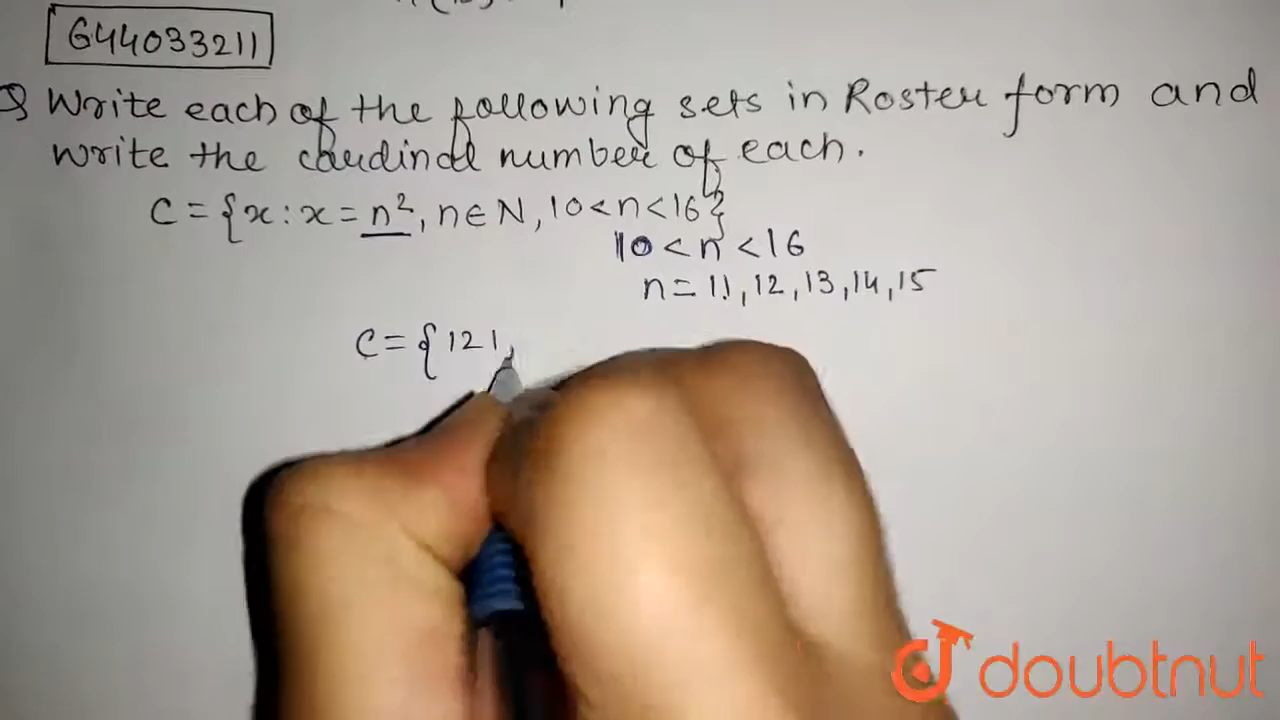 644033211
Q Write each of the following sets in Roster form and
write the cardinal number of each.
C = {x : x = n², n ∈ N, 10 < n < 16}
10 < n < 16
n = 11, 12, 13, 14, 15
C = {121,
doubtnut